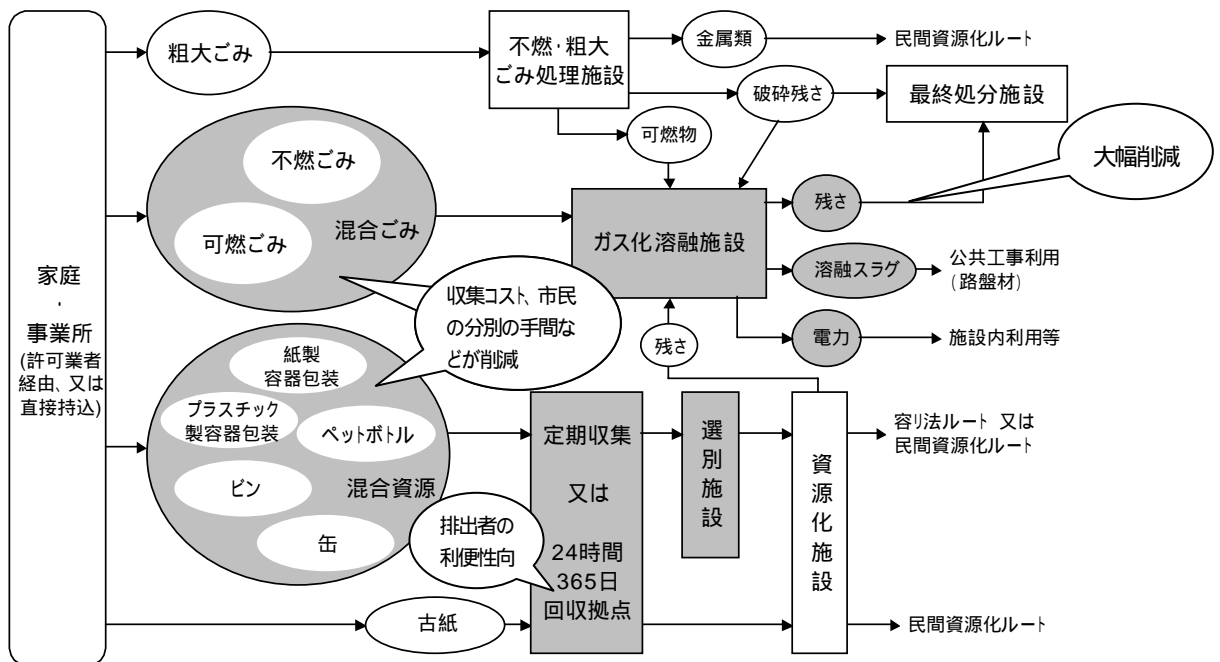 家庭
・
事業所
(許可業者
経由、又は
直接持込)
粗大ごみ
不燃・粗大
ごみ処理施設
金属類
民間資源化ルート
破砕残さ
最終処分施設
可燃物
大幅削減
不燃ごみ
可燃ごみ
混合ごみ
ガス化溶融施設
残さ
溶融スラグ
公共工事利用
(路盤材)
電力
施設内利用等
収集コスト、市民
の分別の手間な
どが削減
残さ
紙製
容器包装
プラスチック
製容器包装
ペットボトル
ビン
混合資源
缶
定期収集
又は
24時間
365日
回収拠点
選別施設
資源化施設
容リ法ルート 又は
民間資源化ルート
排出者の
利便性向
古紙
民間資源化ルート